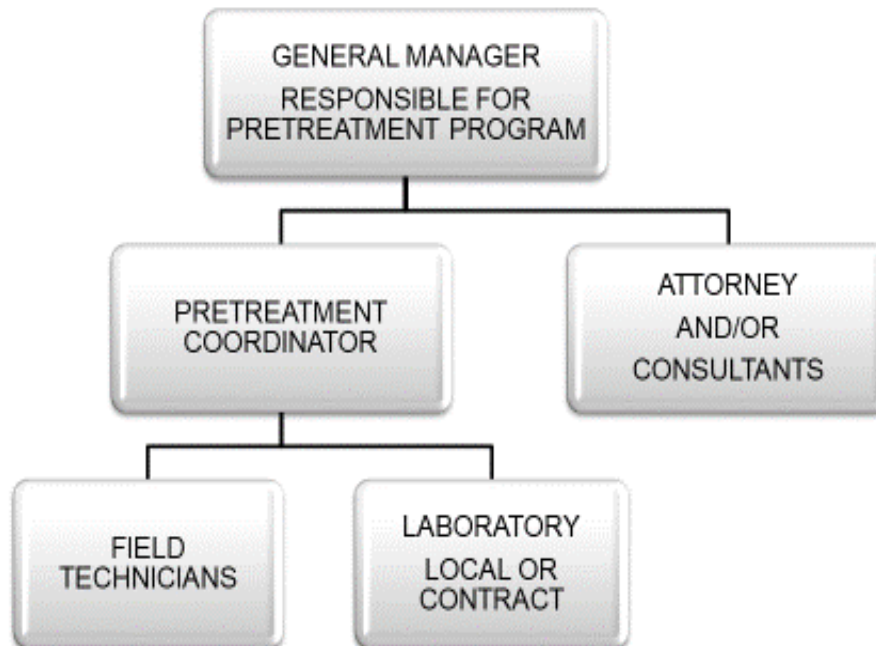 GENERAL MANAGER
RESPONSIBLE FOR
PRETREATMENT PROGRAM
PRETREATMENT
COORDINATOR
ATTORNEY
AND/OR
CONSULTANTS
FIELD
TECHNICIANS
LABORATORY
LOCAL OR
CONTRACT